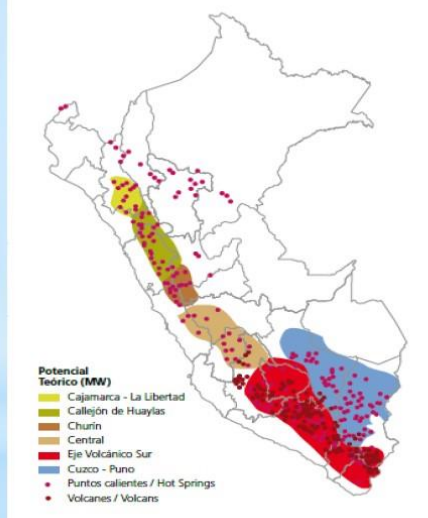 Potencial
Teórico (MW)
Cajamarca - La Libertad
Callejón de Huaylas
Churín
Central
Eje Volcánico Sur
Cuzco - Puno
Puntos calientes / Hot Springs
Volcanes / Volcans